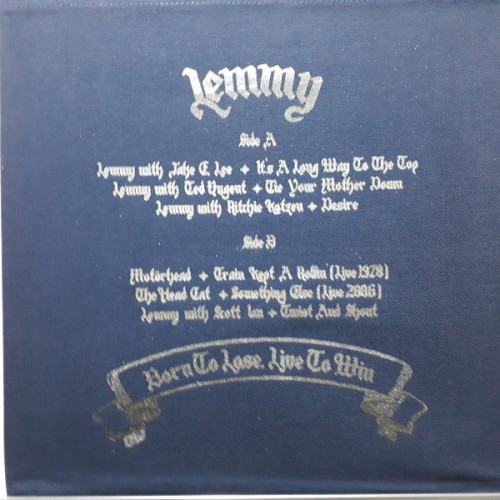 Lemmy
Side A
Lemmy with Jake E. Lee + It's A Long Way To The Top
Lemmy with Ted Nugent + Tie Your Mother Down
Lemmy with Ritchie Kotzen + Desire
Side B
Motörhead + Train Kept A Rollin (Live 1978)
The Head Cat + Something Else (Live 2006)
Lemmy with Scott Ian + Twist And Shout
Born To Lose. Live To Win